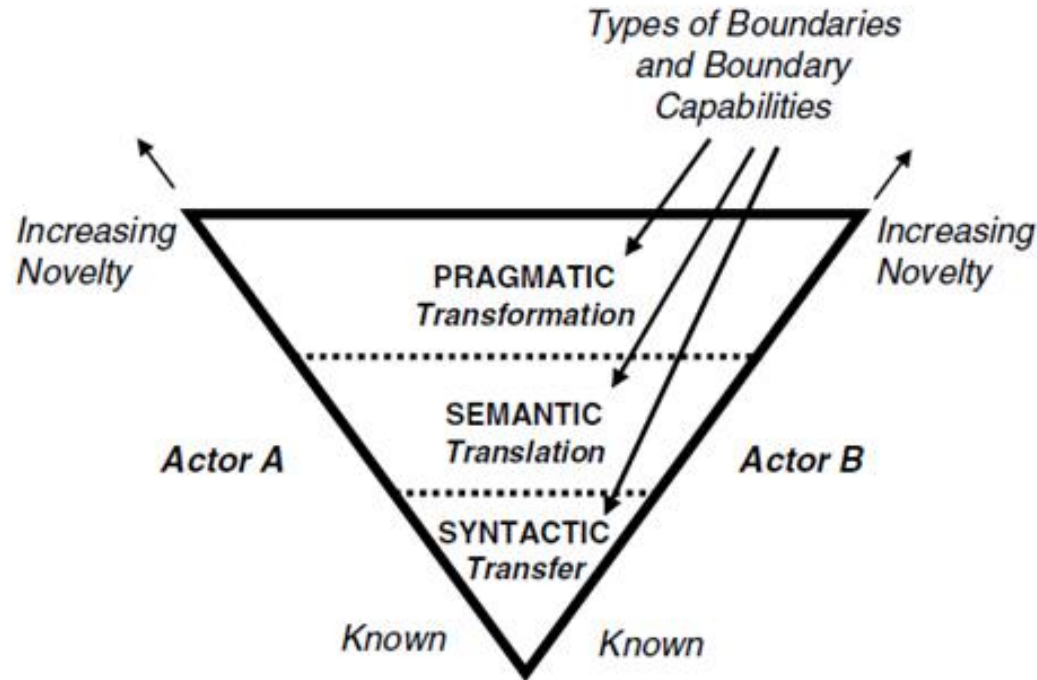 Types of Boundaries
and Boundary
Capabilities
Increasing
Novelty
Increasing
Novelty
PRAGMATIC
Transformation
SEMANTIC
Translation
Actor A
Actor B
SYNTACTIC
Transfer
Known
Known